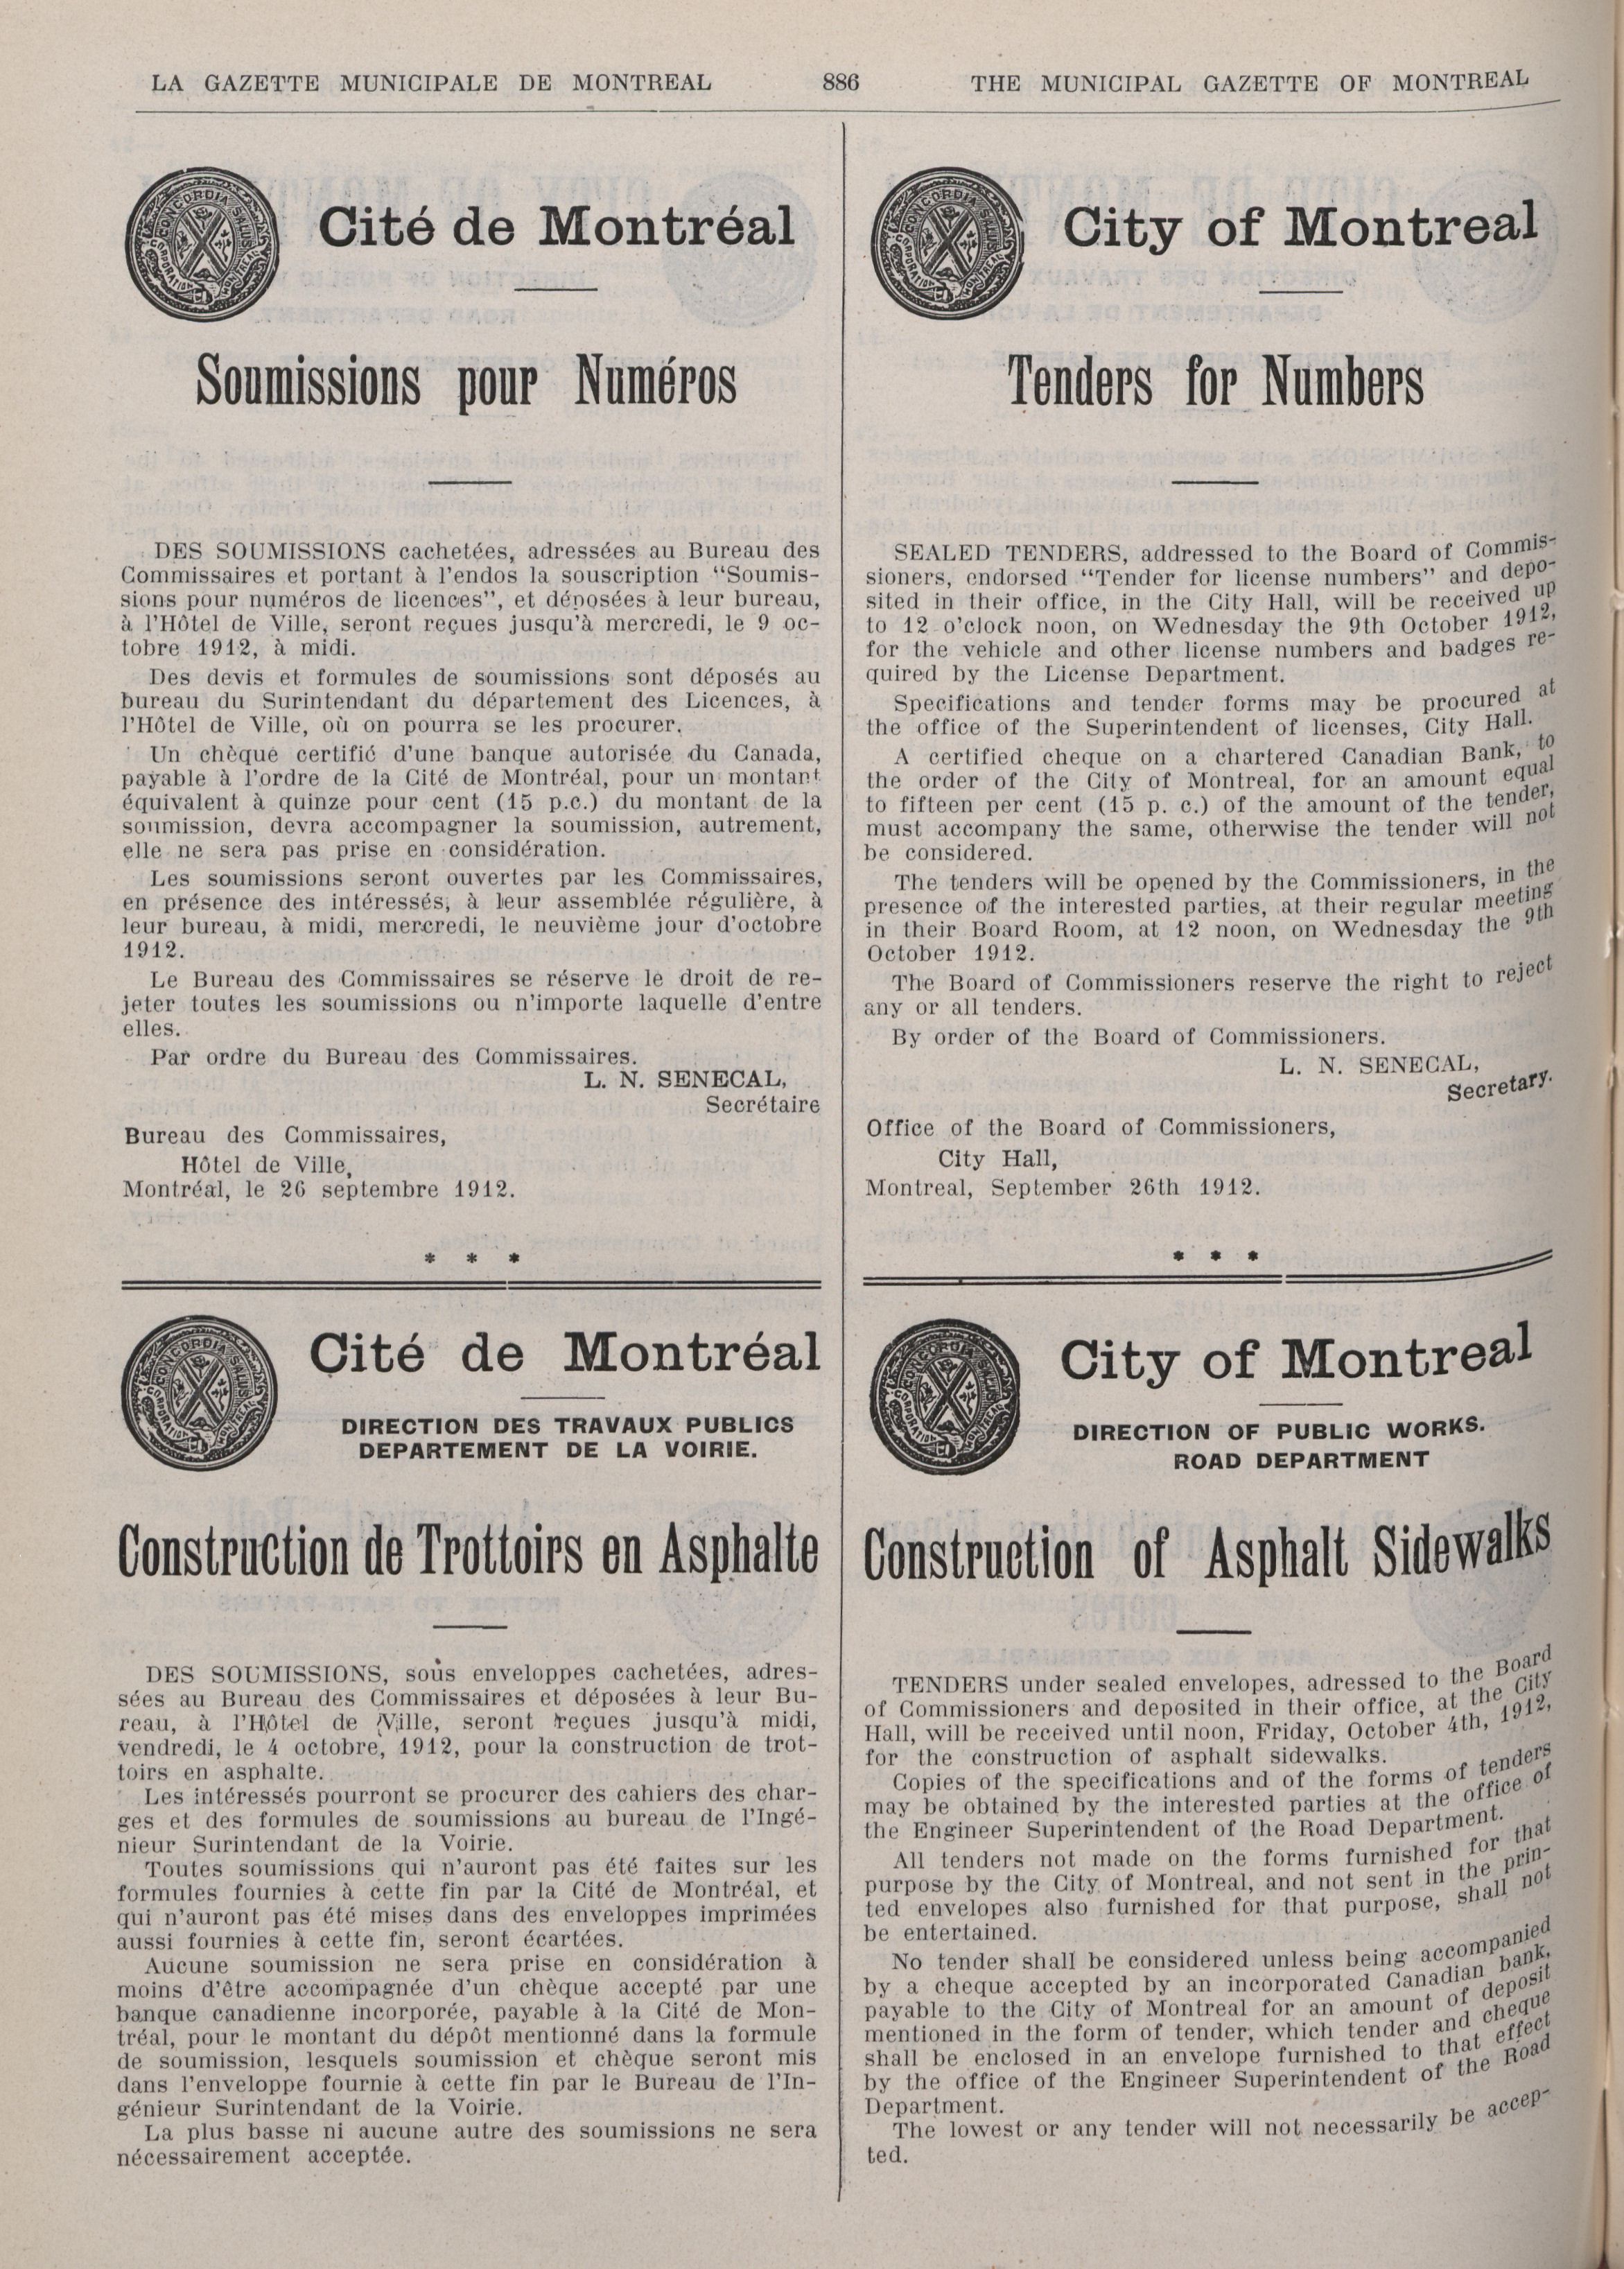 LA GAZETTE MUNICIPALE DE MONTREAL 886 THE MUNICIPAL GAZETTE OF MONTREAL
Cité de Montréal
Soumissions pour Numéros
DES SOUMISSIONS cachetées, adressées au Bureau des
Commissaires et portant à l'endos la souscription "Soumis-
sions pour numéros de licences", et déposées à leur bureau,
à l'Hôtel de Ville, seront reçues jusqu'à mercredi, le 9 oc-
tobre 1912, à midi.
Des devis et formules de soumissions sont déposés au
bureau du Surintendant du département des Licences, à
l'Hôtel de Ville, où on pourra se les procurer.
Un chèque certifié d'une banque autorisée du Canada,
payable à l'ordre de la Cité de Montréal, pour un montant
équivalent à quinze pour cent (15 p.c.) du montant de la
soumission, devra accompagner la soumission, autrement,
elle ne sera pas prise en considération.
Les soumissions seront ouvertes par les Commissaires,
en présence des intéressés, à leur assemblée régulière, à
leur bureau, à midi, mercredi, le neuvième jour d'octobre
1912.
Le Bureau des Commissaires se réserve le droit de re-
jeter toutes les soumissions ou n'importe laquelle d'entre
elles.
Par ordre du Bureau des Commissaires.
L. N. SENECAL,
Secrétaire
Bureau des Commissaires,
Hôtel de Ville,
Montréal, le 26 septembre 1912.
* * *
Cité de Montréal
DIRECTION DES TRAVAUX PUBLICS
DEPARTEMENT DE LA VOIRIE.
Construction de Trottoirs en Asphalte
DES SOUMISSIONS, sous enveloppes cachetées, adres-
sées au Bureau des Commissaires et déposées à leur Bu-
reau, à l'Hôtel de Ville, seront reçues jusqu'à midi,
vendredi, le 4 octobre, 1912, pour la construction de trot-
toirs en asphalte.
Les intéressés pourront se procurer des cahiers des char-
ges et des formules de soumissions au bureau de l'Ingé-
nieur Surintendant de la Voirie.
Toutes soumissions qui n'auront pas été faites sur les
formules fournies à cette fin par la Cité de Montréal, et
qui n'auront pas été mises dans des enveloppes imprimées
aussi fournies à cette fin, seront écartées.
Aucune soumission ne sera prise en considération à
moins d'être accompagnée d'un chèque accepté par une
banque canadienne incorporée, payable à la Cité de Mon-
tréal, pour le montant du dépôt mentionné dans la formule
de soumission, lesquels soumission et chèque seront mis
dans l'enveloppe fournie à cette fin par le Bureau de l'In-
génieur Surintendant de la Voirie.
La plus basse ni aucune autre des soumissions ne sera
nécessairement acceptée.
City of Montreal
Tenders for Numbers
SEALED TENDERS, addressed to the Board of Commis-
sioners, endorsed "Tender for license numbers" and depo-
sited in their office, in the City Hall, will be received up
to 12 o'clock noon, on Wednesday the 9th October 1912,
for the vehicle and other license numbers and badges re-
quired by the License Department.
Specifications and tender forms may be procured at
the office of the Superintendent of licenses, City Hall.
A certified cheque on a chartered Canadian Bank, to
the order of the City of Montreal, for an amount equal
to fifteen per cent (15 p. c.) of the amount of the tender,
must accompany the same, otherwise the tender will not
be considered.
The tenders will be opened by the Commissioners, in the
presence of the interested parties, at their regular meeting
in their Board Room, at 12 noon, on Wednesday the 9th
October 1912.
The Board of Commissioners reserve the right to reject
any or all tenders.
By order of the Board of Commissioners.
L. N. SENECAL,
Secretary.
Office of the Board of Commissioners,
City Hall,
Montreal, September 26th 1912.
* * *
City of Montreal
DIRECTION OF PUBLIC WORKS.
ROAD DEPARTMENT
Construction of Asphalt Sidewalks
TENDERS under sealed envelopes, adressed to the Board
of Commissioners and deposited in their office, at the City
Hall, will be received until noon, Friday, October 4th, 1912,
for the construction of asphalt sidewalks.
Copies of the specifications and of the forms of tenders
may be obtained by the interested parties at the office of
the Engineer Superintendent of the Road Department.
All tenders not made on the forms furnished for that
purpose by the City of Montreal, and not sent in the prin-
ted envelopes also furnished for that purpose, shall not
be entertained.
No tender shall be considered unless being accompanied
by a cheque accepted by an incorporated Canadian bank,
payable to the City of Montreal for an amount of deposit
mentioned in the form of tender, which tender and cheque
shall be enclosed in an envelope furnished to that effect
by the office of the Engineer Superintendent of the Road
Department.
The lowest or any tender will not necessarily be accep-
ted.